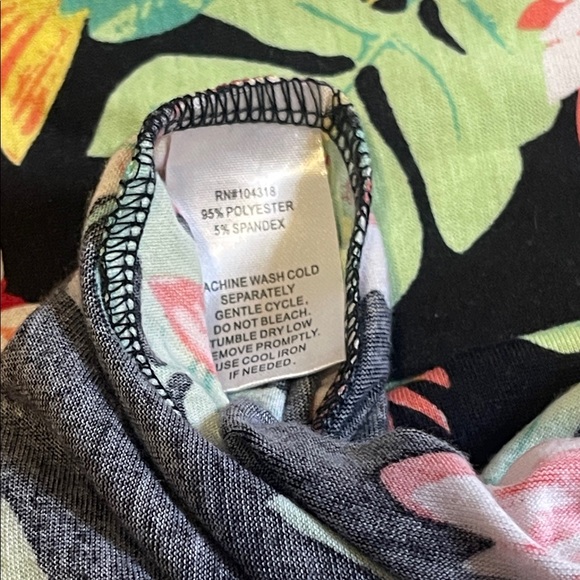 RN#104318
95% POLYESTER
5% SPANDEX
ACHINE WASH COLD
SEPARATELY
GENTLE CYCLE.
DO NOT BLEACH.
TUMBLE DRY LOW
REMOVE PROMPTLY.
USE COOL IRON
IF NEEDED.